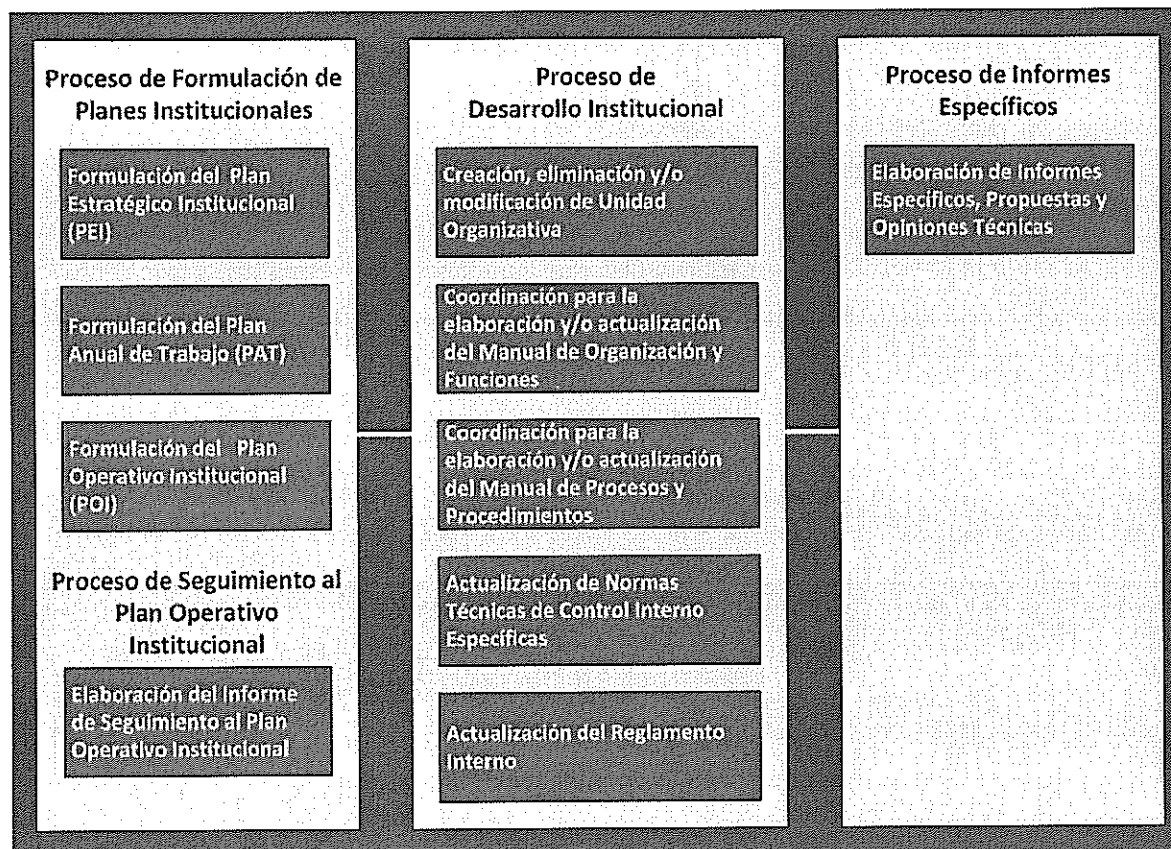 Proceso de Formulación de
Planes Institucionales
Formulación del Plan
Estratégico Institucional
(PEI)
Formulación del Plan
Anual de Trabajo (PAT)
Formulación del Plan
Operativo Institucional
(POI)
Proceso de Seguimiento al
Plan Operativo
Institucional
Elaboración del Informe
de Seguimiento al Plan
Operativo Institucional
Proceso de
Desarrollo Institucional
Creación, eliminación y/o
modificación de Unidad
Organizativa
Coordinación para la
elaboración y/o actualización
del Manual de Organización y
Funciones
Coordinación para la
elaboración y/o actualización
del Manual de Procesos y
Procedimientos
Actualización de Normas
Técnicas de Control Interno
Específicas
Actualización del Reglamento
Interno
Proceso de Informes
Específicos
Elaboración de Informes
Específicos, Propuestas y
Opiniones Técnicas